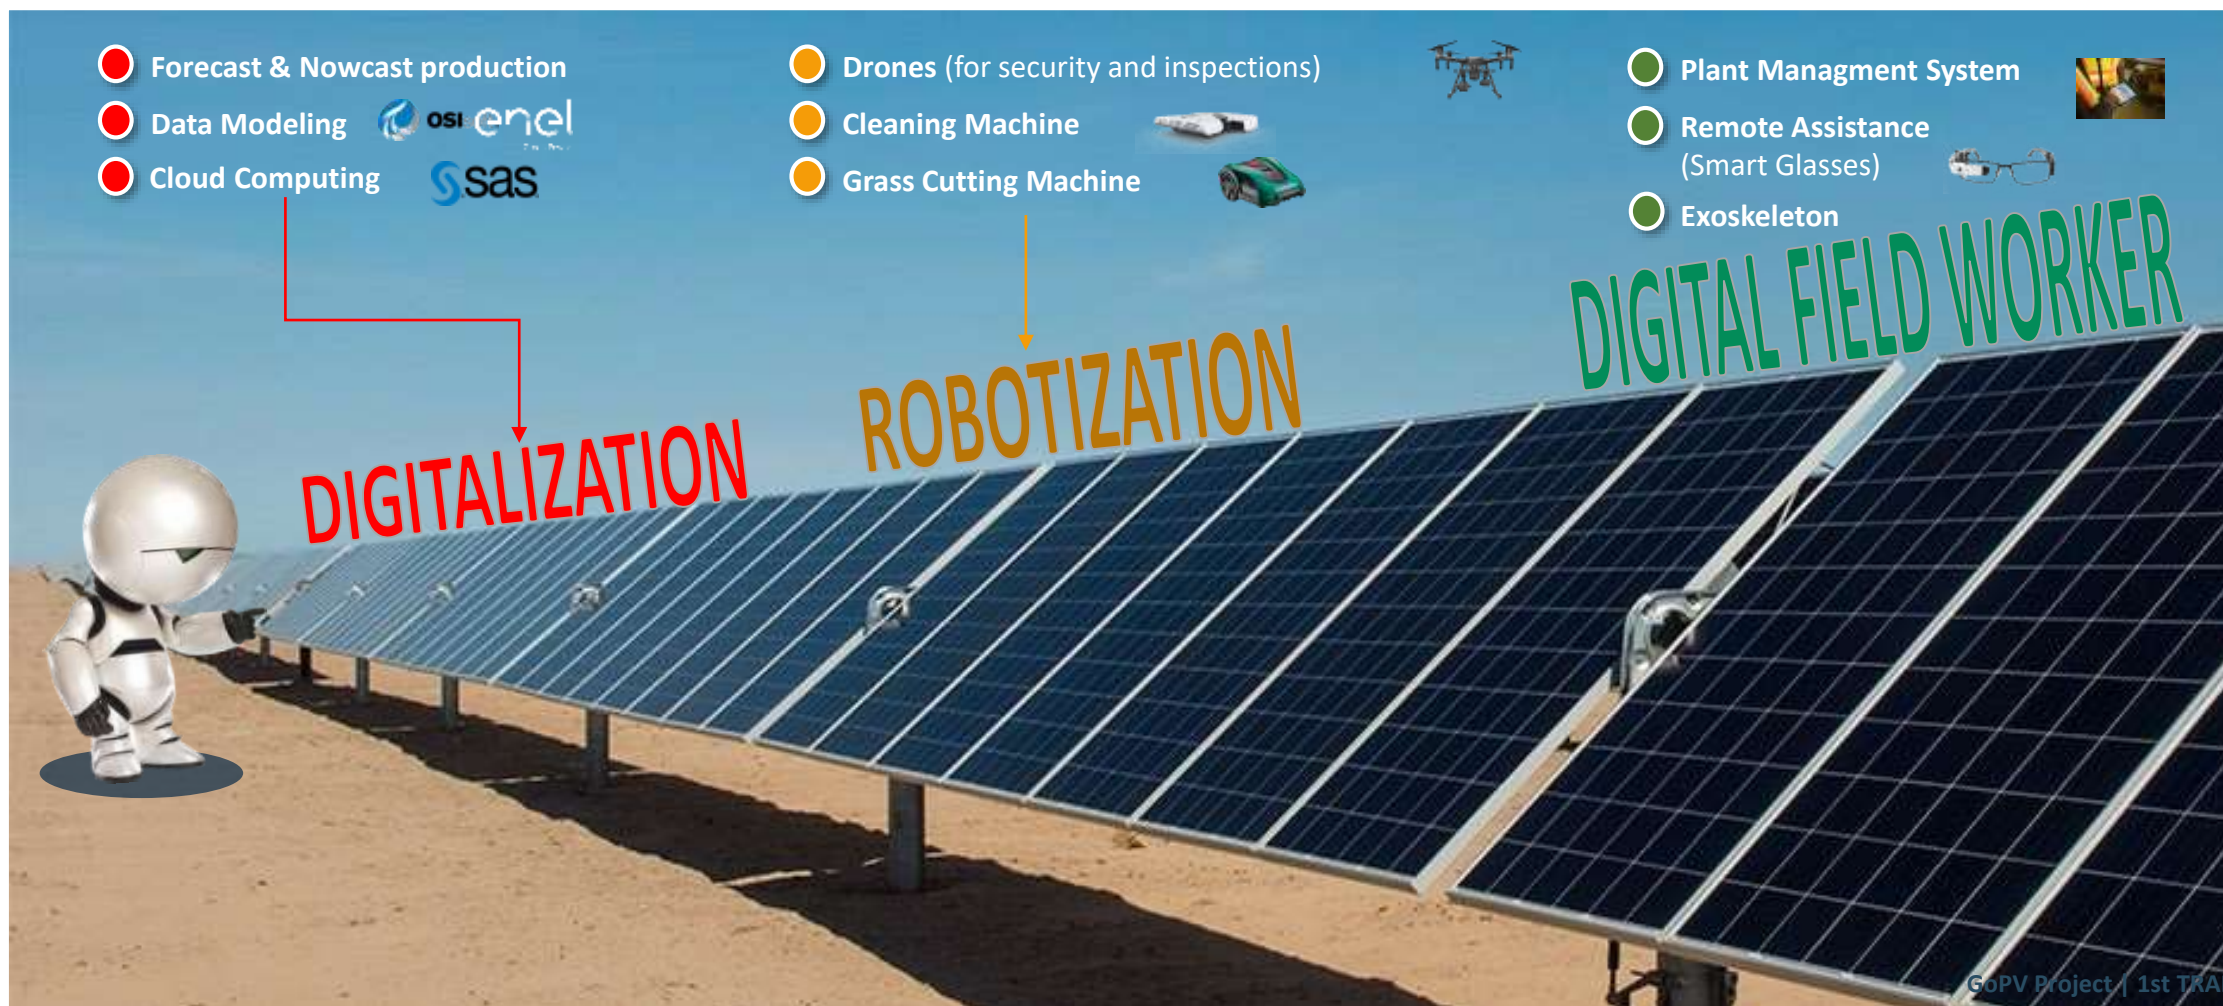 Forecast & Nowcast production
Data Modeling
OSI enel
Cloud Computing
sas
Drones (for security and inspections)
Cleaning Machine
Grass Cutting Machine
Plant Managment System
Remote Assistance
(Smart Glasses)
Exoskeleton
DIGITALIZATION
ROBOTIZATION
DIGITAL FIELD WORKER
GoPV Project | 1st